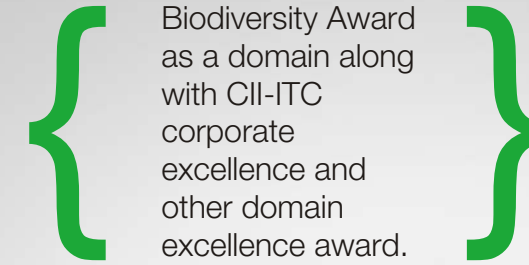 Biodiversity Award
as a domain along
with CII-ITC
corporate
excellence and
other domain
excellence award.